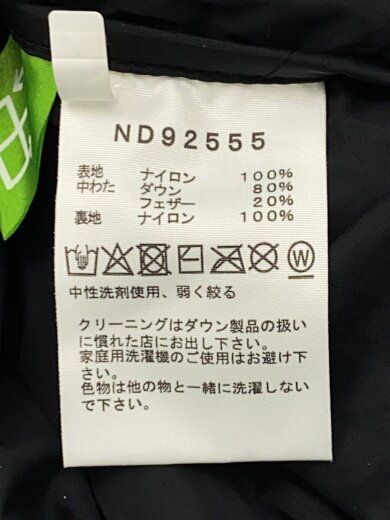 ND92555
表地 ナイロン 100%
中わた ダウン 80%
フェザー 20%
裏地 ナイロン 100%
W
中性洗剤使用、弱く絞る
クリーニングはダウン製品の扱い
に慣れた店にお出し下さい。
家庭用洗濯機のご使用はお避け下
さい。
色物は他の物と一緒に洗濯しない
で下さい。